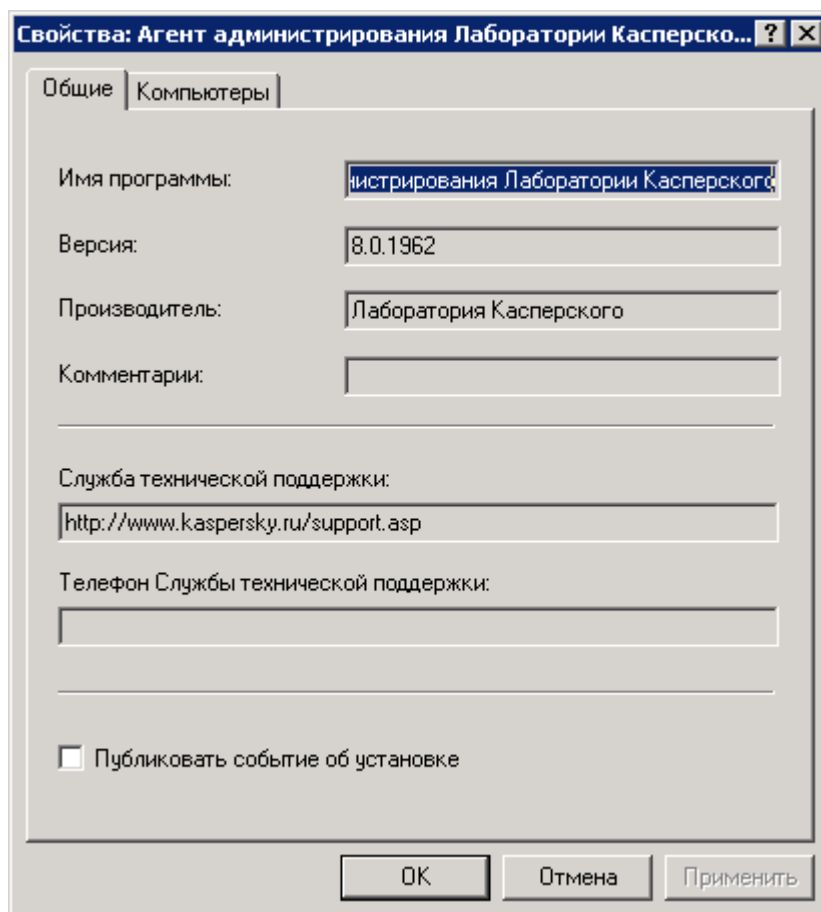 Свойства: Агент администрирования Лаборатории Касперско...
Общие
Компьютеры
Имя программы:
нистрирования Лаборатории Касперского
Версия:
8.0.1962
Производитель:
Лаборатория Касперского
Комментарии:
Служба технической поддержки:
http://www.kaspersky.ru/support.asp
Телефон Службы технической поддержки:
Публиковать событие об установке
OK
Отмена
Применить